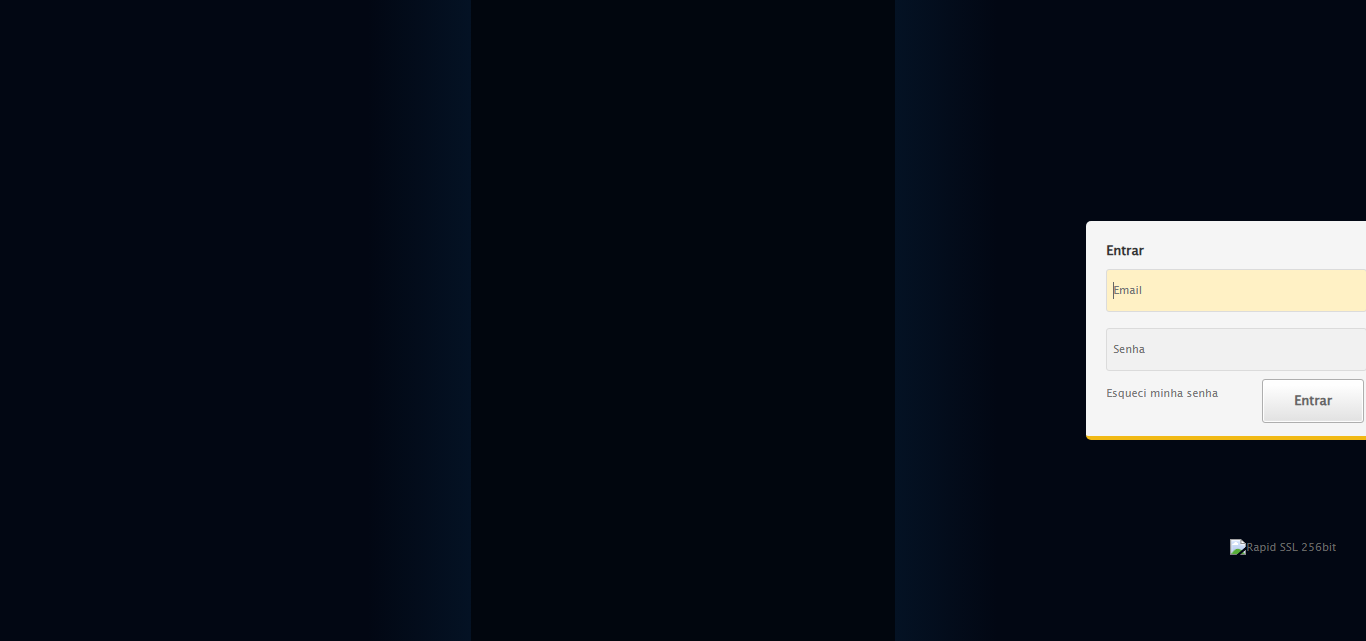 Entrar
Email
Senha
Esqueci minha senha
Entrar
Rapid SSL 256bit